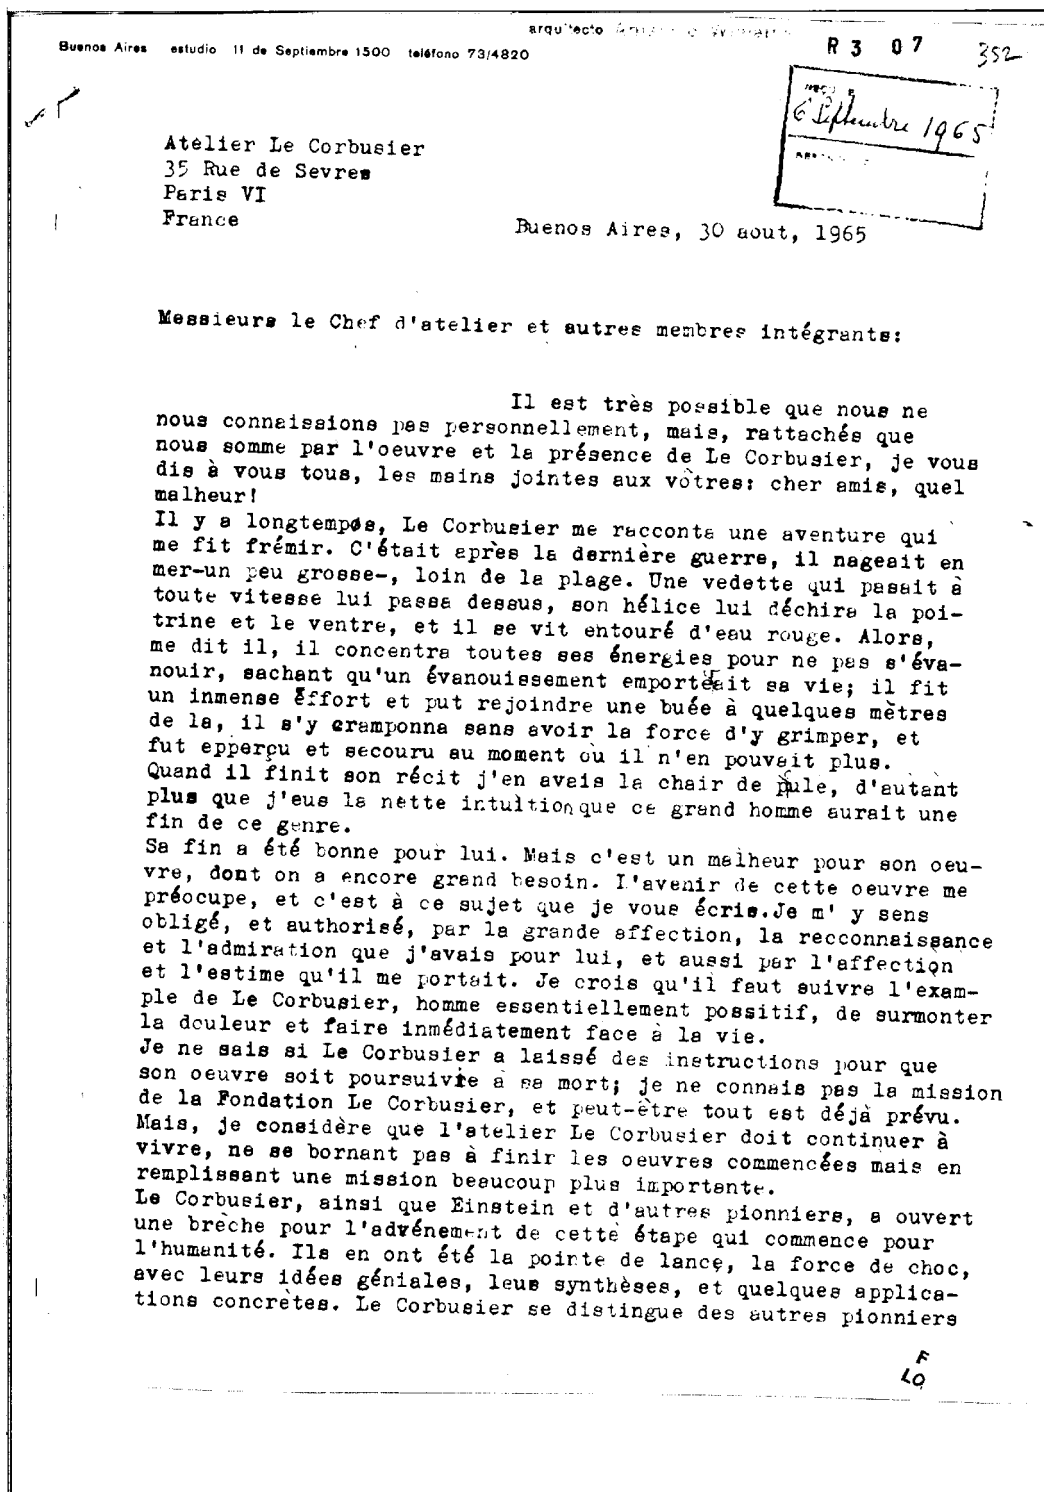 arquitecto
Buenos Aires estudio 11 de Septiembre 1500 teléfono 73/4820
R3 07
352
6 Septembre 1965
Atelier Le Corbusier
35 Rue de Sevres
Paris VI
France
Buenos Aires, 30 aout, 1965
Messieurs le Chef d'atelier et autres membres intégrants:
Il est très possible que nous ne
nous connaissions pas personnellement, mais, rattachés que
nous somme par l'oeuvre et la présence de Le Corbusier, je vous
dis à vous tous, les mains jointes aux vòtres: cher amis, quel
malheur!
Il y a longtempøs, Le Corbusier me racconta une aventure qui
me fit frémir. C'était après la dernière guerre, il nageait en
mer-un peu grosse-, loin de la plage. Une vedette qui pasait à
toute vitesse lui passa dessus, son hélice lui déchira la poi-
trine et le ventre, et il se vit entouré d'eau rouge. Alors,
me dit il, il concentra toutes ses énergies pour ne pas s'éva-
nouir, sachant qu'un évanouissement emporterait sa vie; il fit
un inmense Effort et put rejoindre une buée à quelques mètres
de la, il s'y cramponna sans avoir la force d'y grimper, et
fut epperçu et secouru au moment où il n'en pouvait plus.
Quand il finit son récit j'en avais la chair de pule, d'autant
plus que j'eus la nette intuition que ce grand homme aurait une
fin de ce genre.
Sa fin a été bonne pour lui. Mais c'est un malheur pour son oeu-
vre, dont on a encore grand besoin. L'avenir de cette oeuvre me
préocupe, et c'est à ce sujet que je vous écris.Je m' y sens
obligé, et authorisé, par la grande affection, la recconnaissance
et l'admiration que j'avais pour lui, et aussi par l'affection
et l'estime qu'il me portait. Je crois qu'il faut suivre l'exam-
ple de Le Corbusier, homme essentiellement possitif, de surmonter
la douleur et faire inmédiatement face à la vie.
Je ne sais si Le Corbusier a laissé des instructions pour que
son oeuvre soit poursuivie à sa mort; je ne connais pas la mission
de la Fondation Le Corbusier, et peut-ètre tout est déjà prévu.
Mais, je considère que l'atelier Le Corbusier doit continuer à
vivre, ne se bornant pas à finir les oeuvres commencées mais en
remplissant une mission beaucoup plus importante.
Le Corbusier, ainsi que Einstein et d'autres pionniers, a ouvert
une brèche pour l'advénement de cette étape qui commence pour
l'humanité. Ils en ont été la pointe de lance, la force de choc,
avec leurs idées géniales, leus synthèses, et quelques applica-
tions concrètes. Le Corbusier se distingue des autres pionniers
F
LC